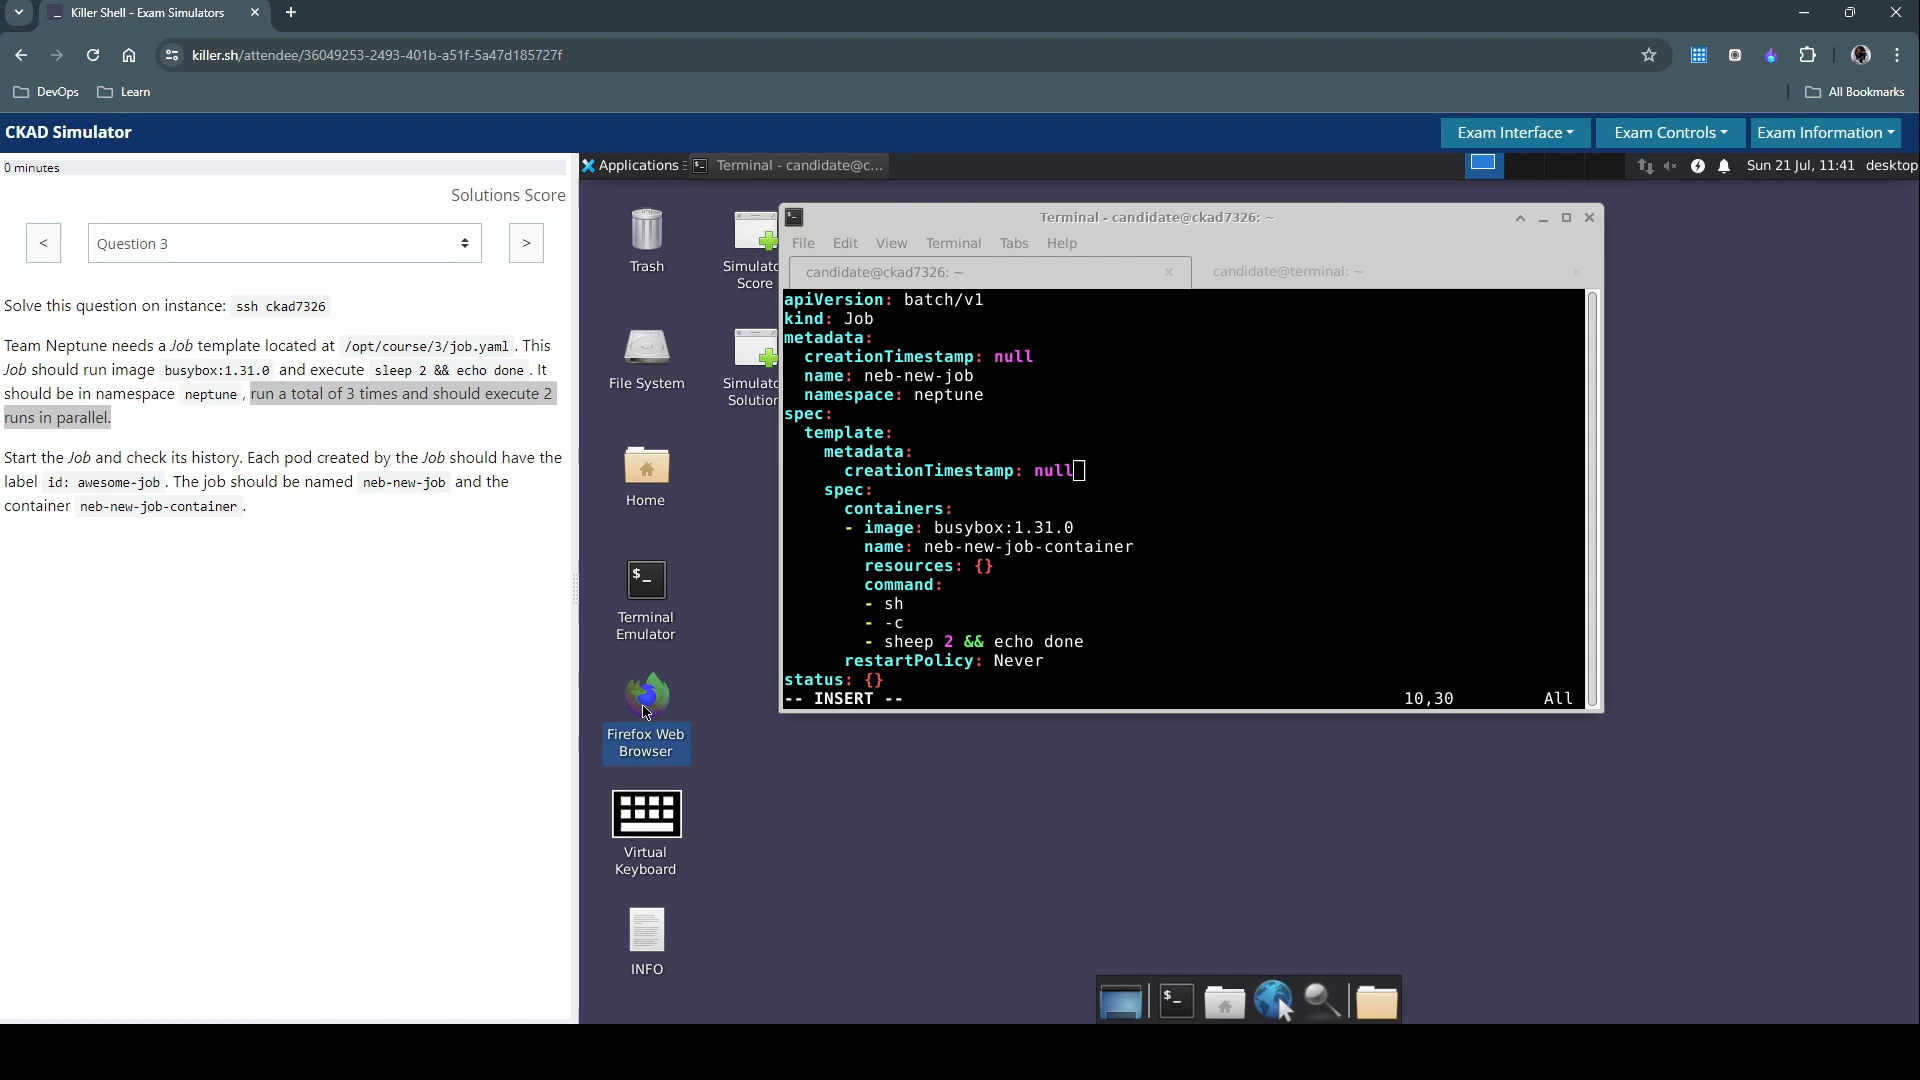 Killer Shell - Exam Simulators
killer.sh/attendee/36049253-2493-401b-a51f-5a47d185727f
DevOps
Learn
All Bookmarks
CKAD Simulator
Exam Interface
Exam Controls
Exam Information
0 minutes
Solutions Score
<
Question 3
>
Solve this question on instance: ssh ckad7326
Team Neptune needs a Job template located at /opt/course/3/job.yaml . This
Job should run image busybox:1.31.0 and execute sleep 2 && echo done . It
should be in namespace neptune , run a total of 3 times and should execute 2
runs in parallel.
Start the Job and check its history. Each pod created by the Job should have the
label id: awesome-job . The job should be named neb-new-job and the
container neb-new-job-container .
Applications
Terminal - candidate@c...
Sun 21 Jul, 11:41
desktop
Trash
Simulato
Score
File System
Simulato
Solution
Home
Terminal
Emulator
Firefox Web
Browser
Virtual
Keyboard
INFO
Terminal - candidate@ckad7326: ~
File Edit View Terminal Tabs Help
candidate@ckad7326: ~
candidate@terminal: ~
apiVersion: batch/v1
kind: Job
metadata:
  creationTimestamp: null
  name: neb-new-job
  namespace: neptune
spec:
  template:
    metadata:
      creationTimestamp: null
    spec:
      containers:
      - image: busybox:1.31.0
        name: neb-new-job-container
        resources: {}
        command:
        - sh
        - -c
        - sheep 2 && echo done
      restartPolicy: Never
status: {}
-- INSERT --
10,30
All